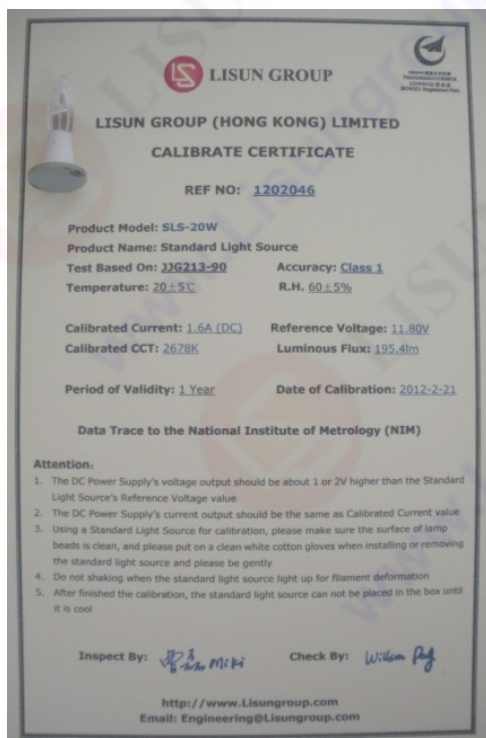 LISUN GROUP
LISUN GROUP (HONG KONG) LIMITED
CALIBRATE CERTIFICATE
REF NO: 1202046
Product Model: SLS-20W
Product Name: Standard Light Source
Test Based On: JJG213-90 Accuracy: Class 1
Temperature: 20±5℃ R.H. 60±5%
Calibrated Current: 1.6A (DC) Reference Voltage: 11.80V
Calibrated CCT: 2678K Luminous Flux: 195.4lm
Period of Validity: 1 Year Date of Calibration: 2012-2-21
Data Trace to the National Institute of Metrology (NIM)
Attention:
1. The DC Power Supply's voltage output should be about 1 or 2V higher than the Standard
Light Source's Reference Voltage value
2. The DC Power Supply's current output should be the same as Calibrated Current value
3. Using a Standard Light Source for calibration, please make sure the surface of lamp
beads is clean, and please put on a clean white cotton gloves when installing or removing
the standard light source and please be gently
4. Do not shaking when the standard light source light up for filament deformation
5. After finished the calibration, the standard light source can not be placed in the box until
it is cool
Inspect By: Miki Check By: William
http://www.Lisungroup.com
Email: Engineering@Lisungroup.com